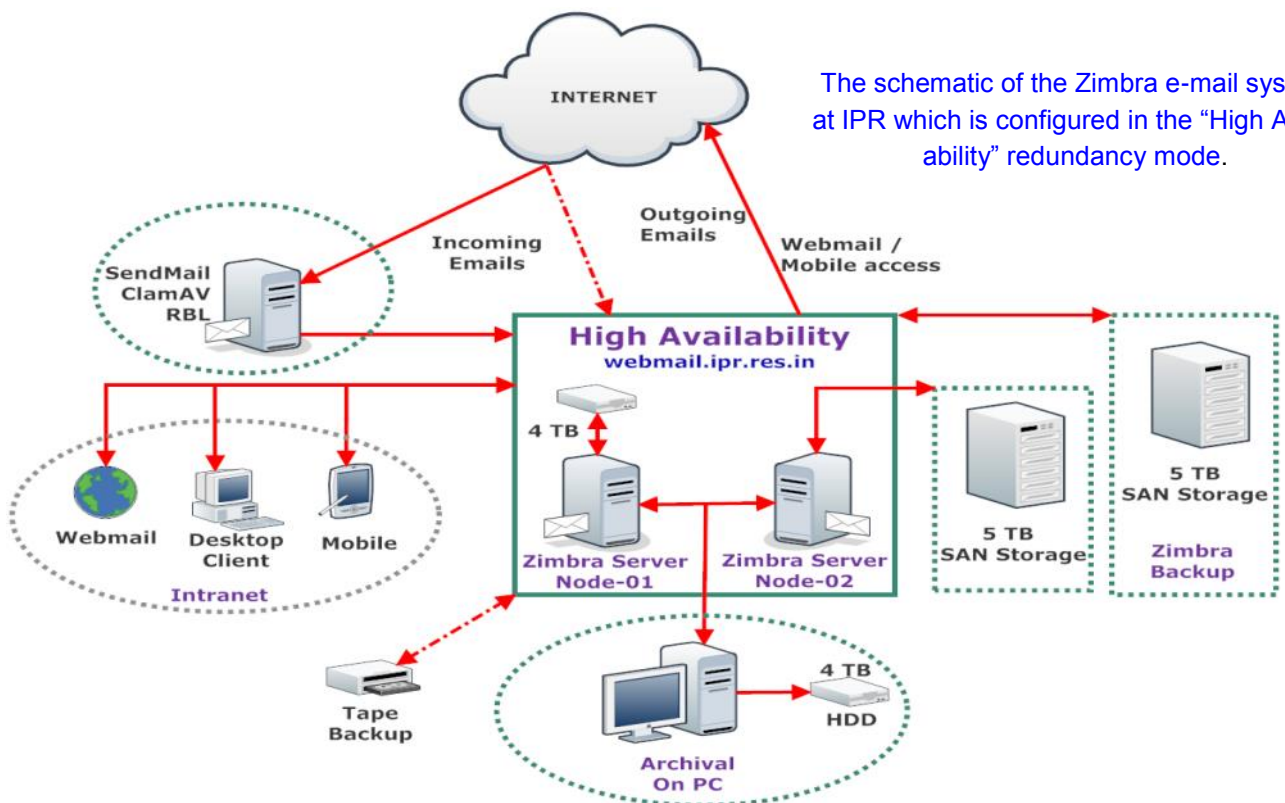 INTERNET
The schematic of the Zimbra e-mail sys
at IPR which is configured in the “High A
ability” redundancy mode.
Outgoing
Emails
Incoming
Emails
Webmail /
Mobile access
SendMail
ClamAV
RBL
High Availability
webmail.ipr.res.in
4 TB
Zimbra Server
Node-01
Zimbra Server
Node-02
5 TB
SAN Storage
5 TB
SAN Storage
Zimbra
Backup
Webmail
Desktop
Client
Mobile
Intranet
Tape
Backup
4 TB
HDD
Archival
On PC